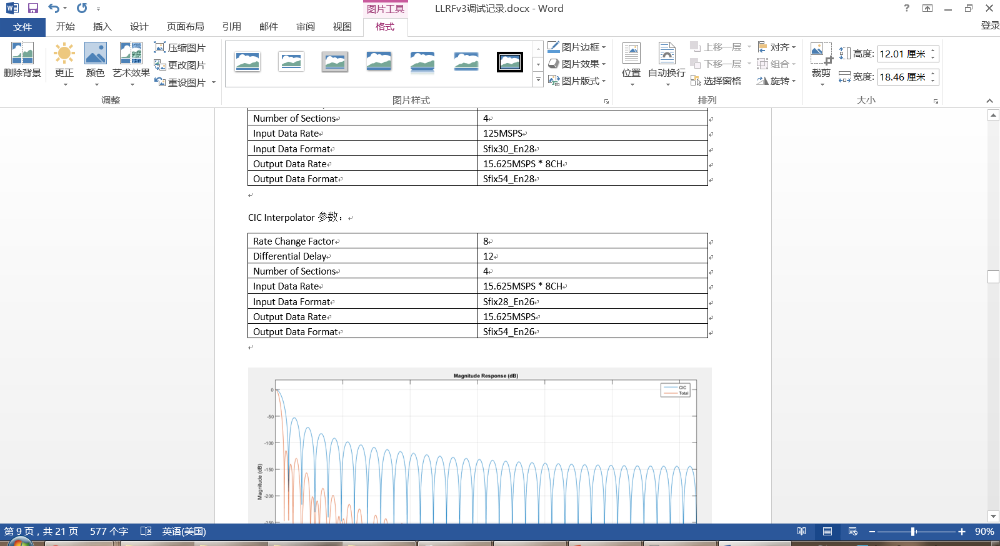 LLRFv3调试记录.docx - Word
图片工具
文件 开始 插入 设计 页面布局 引用 邮件 审阅 视图 格式 登录
删除背景 更正 颜色 艺术效果
压缩图片
更改图片
重设图片
调整
图片样式
图片边框
图片效果
图片版式
位置 自动换行
上移一层
下移一层
选择窗格
对齐
组合
旋转
排列
裁剪
高度: 12.01 厘米
宽度: 18.46 厘米
大小
Number of Sections 4
Input Data Rate 125MSPS
Input Data Format Sfix30_En28
Output Data Rate 15.625MSPS * 8CH
Output Data Format Sfix54_En28
CIC Interpolator 参数：
Rate Change Factor 8
Differential Delay 12
Number of Sections 4
Input Data Rate 15.625MSPS * 8CH
Input Data Format Sfix28_En26
Output Data Rate 15.625MSPS
Output Data Format Sfix54_En26
Magnitude Response (dB)
CIC
Total
Magnitude (dB)
0
-50
-100
-150
-200
-250
第 9 页，共 21 页 577 个字 英语(美国) 90%